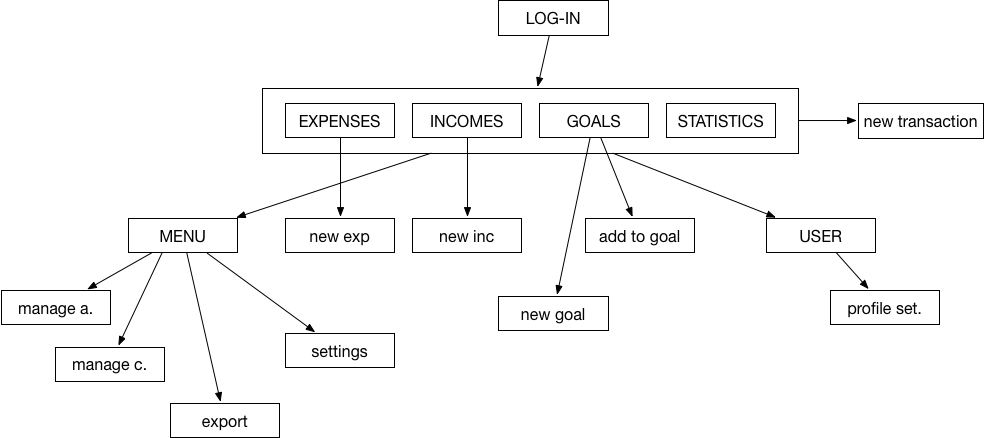 LOG-IN
EXPENSES
INCOMES
GOALS
STATISTICS
new transaction
MENU
new exp
new inc
add to goal
USER
manage a.
new goal
profile set.
settings
manage c.
export